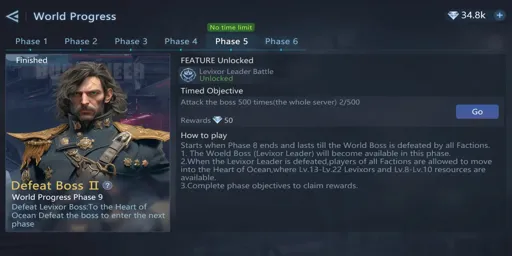 World Progress
34.8k
No time limit
Phase 1
Phase 2
Phase 3
Phase 4
Phase 5
Phase 6
Finished
Defeat Boss II ?
World Progress Phase 9
Defeat Levixor Boss:To the Heart of
Ocean Defeat the boss to enter the next
phase
FEATURE Unlocked
Levixor Leader Battle
Unlocked
Timed Objective
Attack the boss 500 times(the whole server) 2/500
Rewards 50
Go
How to play
Starts when Phase 8 ends and lasts till the World Boss is defeated by all Factions.
1 The Woeld Boss (Levixor Leader) will become available in this phase.
2,When the Levixor Leader is defeated,players of all Factions are allowed to
move into the Heart of Ocean,where Lv.13-Lv.22 Levixors and Lv.8-Lv.10 resources are
available.
3.Complete phase objectives to claim rewards.